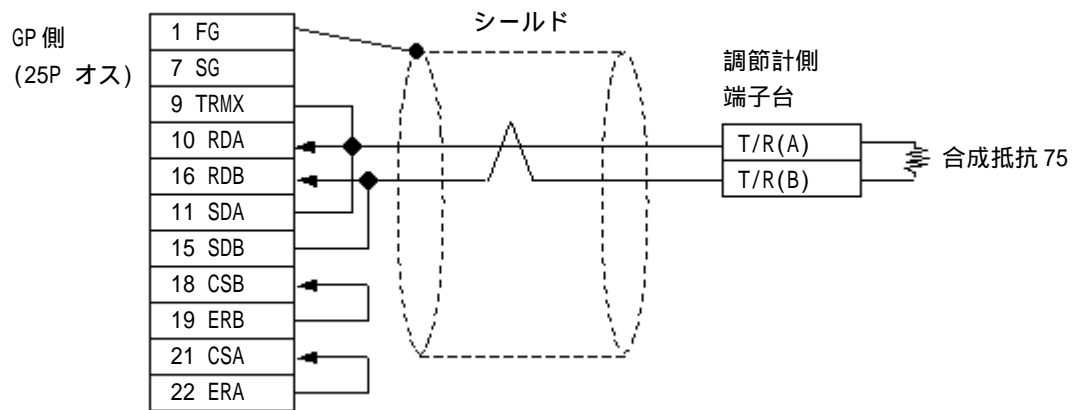 GP側
(25P オス)
1 FG
7 SG
9 TRMX
10 RDA
16 RDB
11 SDA
15 SDB
18 CSB
19 ERB
21 CSA
22 ERA
シールド
調節計側
端子台
T/R(A)
T/R(B)
合成抵抗 75